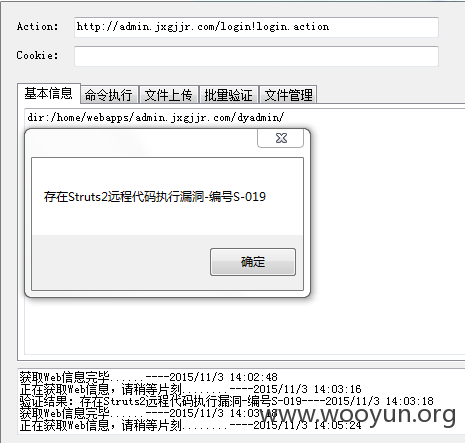 Action: http://admin.jxgjjr.com/login!login.action
Cookie:
基本信息 命令执行 文件上传 批量验证 文件管理
dir:/home/webapps/admin.jxgjjr.com/dyadmin/
存在Struts2远程代码执行漏洞-编号S-019
确定
获取Web信息完毕......----2015/11/3 14:02:48
正在获取Web信息，请稍等片刻........----2015/11/3 14:03:16
验证结果: 存在Struts2远程代码执行漏洞-编号S-019----2015/11/3 14:03:18
获取Web信息完毕......----2015/11/3 14:03:18
正在获取Web信息，请稍等片刻........----2015/11/3 14:05:24
www.wooyun.org